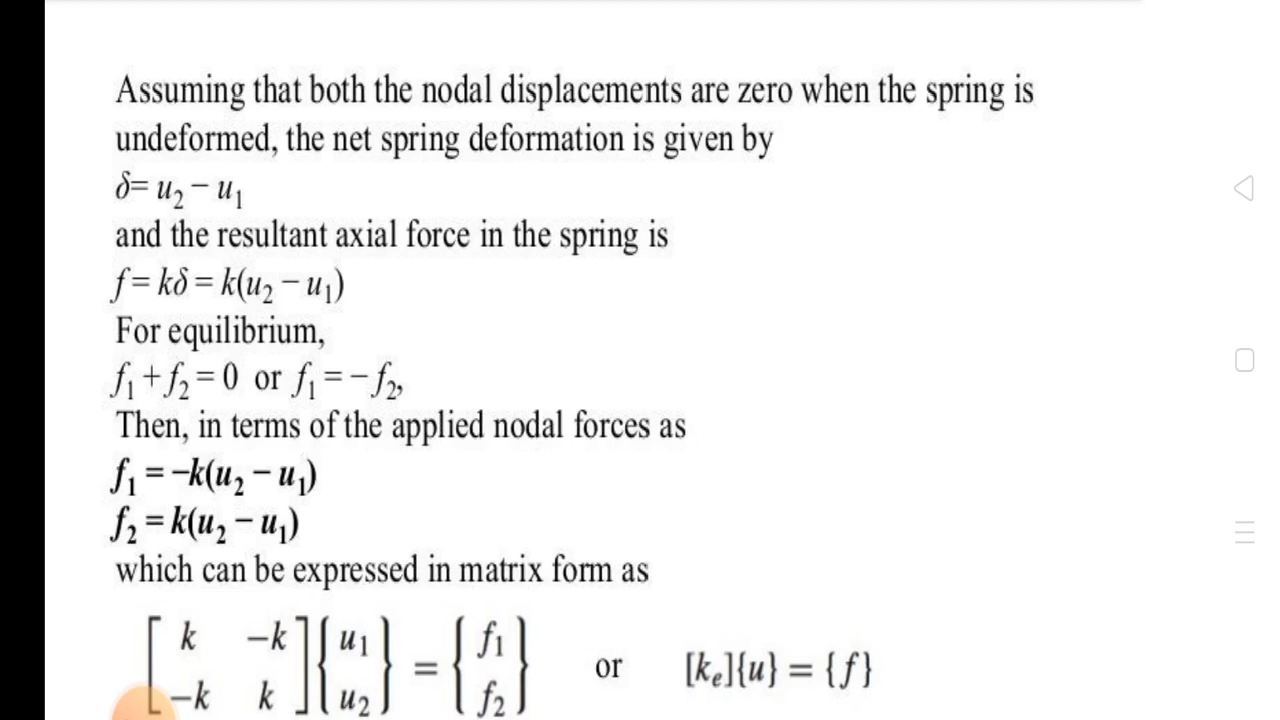 Assuming that both the nodal displacements are zero when the spring is
undeformed, the net spring deformation is given by
δ= u₂ − u₁
and the resultant axial force in the spring is
f= kδ = k(u₂ − u₁)
For equilibrium,
f₁ + f₂ = 0 or f₁ = − f₂,
Then, in terms of the applied nodal forces as
f₁ = −k(u₂ − u₁)
f₂ = k(u₂ − u₁)
which can be expressed in matrix form as
[ k −k ] { u₁ } = { f₁ } or [kₑ]{u} = {f}
[ −k k ] { u₂ } { f₂ }